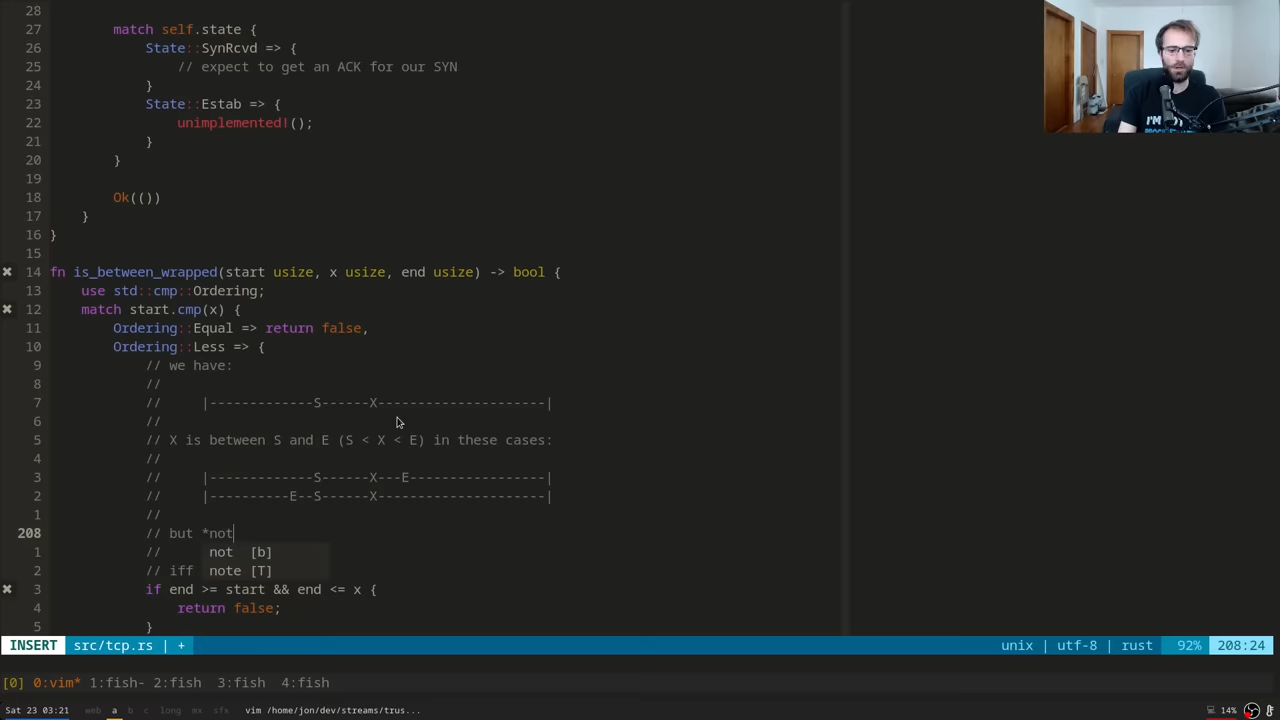 28
27 match self.state {
26 State::SynRcvd => {
25 // expect to get an ACK for our SYN
24 }
23 State::Estab => {
22 unimplemented!();
21 }
20 }
19
18 Ok(())
17 }
16 }
15
14 fn is_between_wrapped(start usize, x usize, end usize) -> bool {
13 use std::cmp::Ordering;
12 match start.cmp(x) {
11 Ordering::Equal => return false,
10 Ordering::Less => {
9 // we have:
8 //
7 // |-------------S------X---------------------|
6 //
5 // X is between S and E (S < X < E) in these cases:
4 //
3 // |-------------S------X---E-----------------|
2 // |----------E--S------X---------------------|
1 //
208 // but *not
1 // not [b]
2 // iff note [T]
3 if end >= start && end <= x {
4 return false;
5 }
INSERT src/tcp.rs | + unix | utf-8 | rust 92% 208:24
[0] 0:vim* 1:fish- 2:fish 3:fish 4:fish
Sat 23 03:21 web a b c long mx sfx vim /home/jon/dev/streams/trus... 14%
I'M